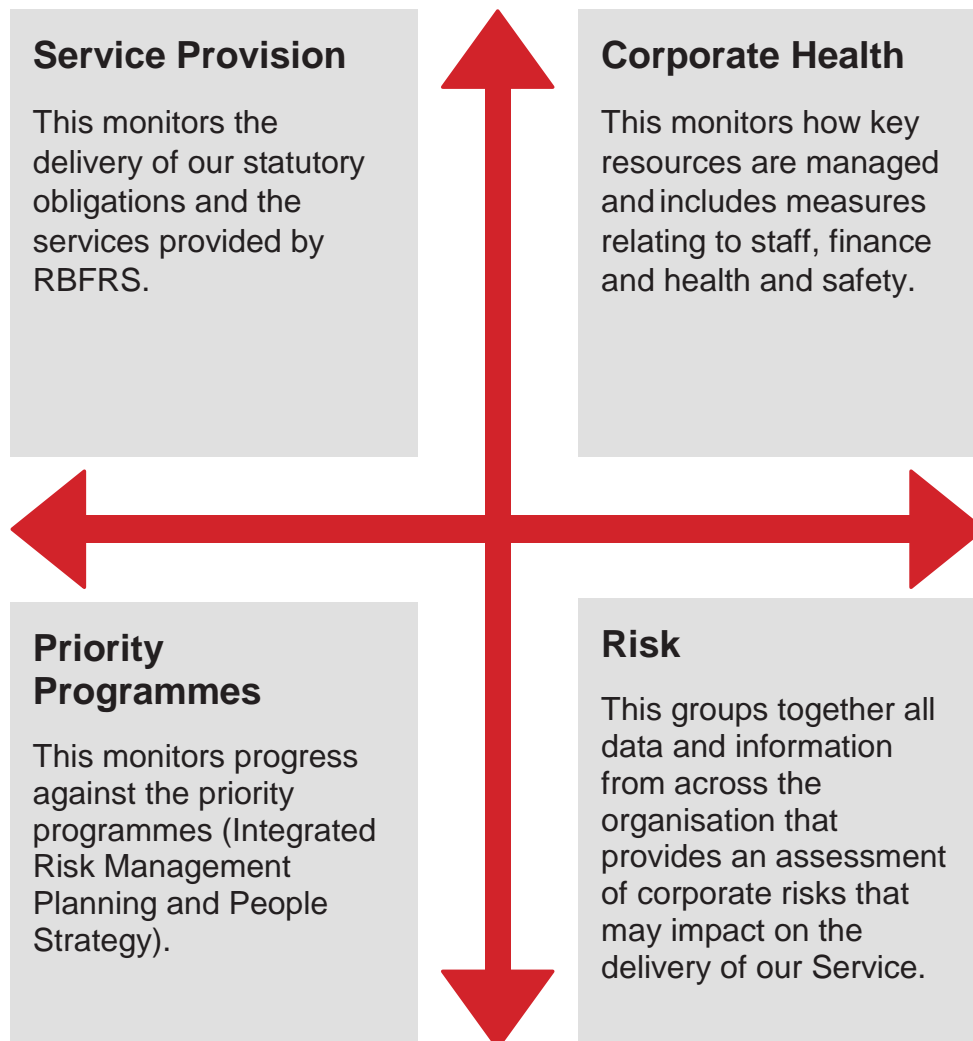 Service Provision
This monitors the
delivery of our statutory
obligations and the
services provided by
RBFRS.
Corporate Health
This monitors how key
resources are managed
and includes measures
relating to staff, finance
and health and safety.
Priority
Programmes
This monitors progress
against the priority
programmes (Integrated
Risk Management
Planning and People
Strategy).
Risk
This groups together all
data and information
from across the
organisation that
provides an assessment
of corporate risks that
may impact on the
delivery of our Service.